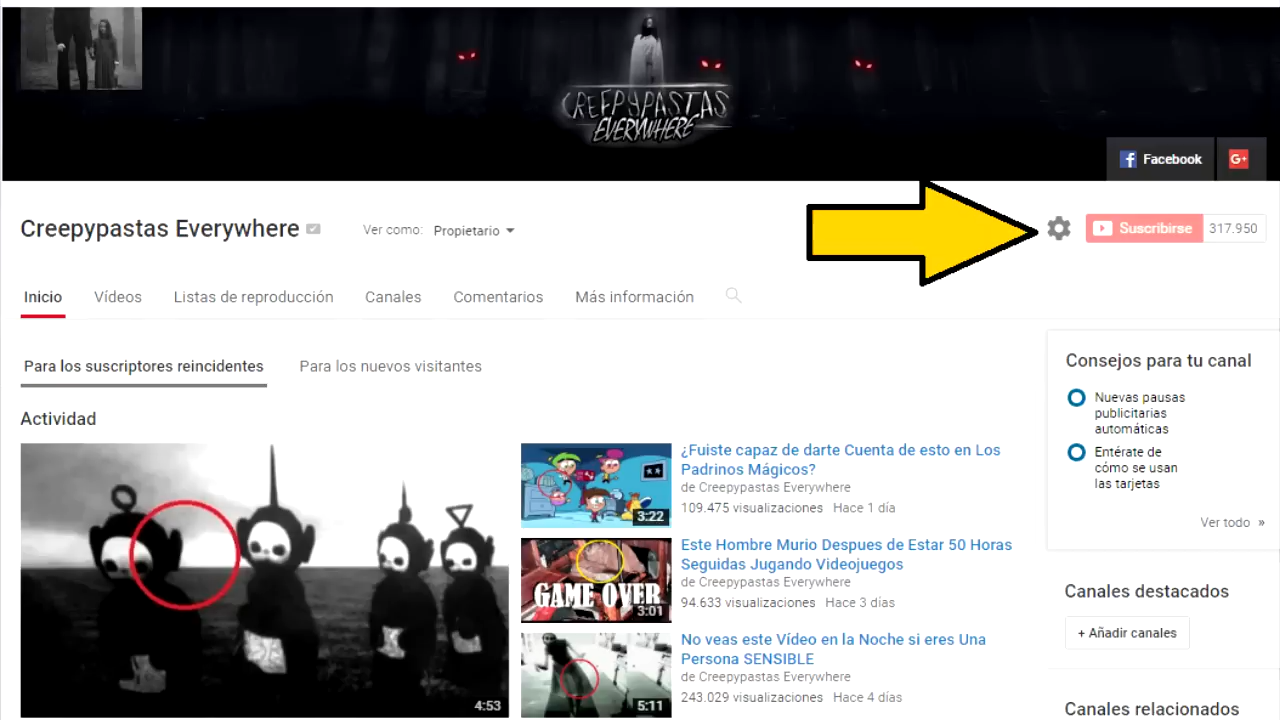 CREEPYPASTAS
EVERYWHERE
Facebook
G+
Creepypastas Everywhere
Ver como: Propietario
Suscribirse 317.950
Inicio Vídeos Listas de reproducción Canales Comentarios Más información
Para los suscriptores reincidentes Para los nuevos visitantes
Actividad
4:53
3:22
¿Fuiste capaz de darte Cuenta de esto en Los
Padrinos Mágicos?
de Creepypastas Everywhere
109.475 visualizaciones Hace 1 día
GAME OVER
3:01
Este Hombre Murio Despues de Estar 50 Horas
Seguidas Jugando Videojuegos
de Creepypastas Everywhere
94.633 visualizaciones Hace 3 días
5:11
No veas este Vídeo en la Noche si eres Una
Persona SENSIBLE
de Creepypastas Everywhere
243.029 visualizaciones Hace 4 días
Consejos para tu canal
Nuevas pausas
publicitarias
automáticas
Entérate de
cómo se usan
las tarjetas
Ver todo »
Canales destacados
+ Añadir canales
Canales relacionados